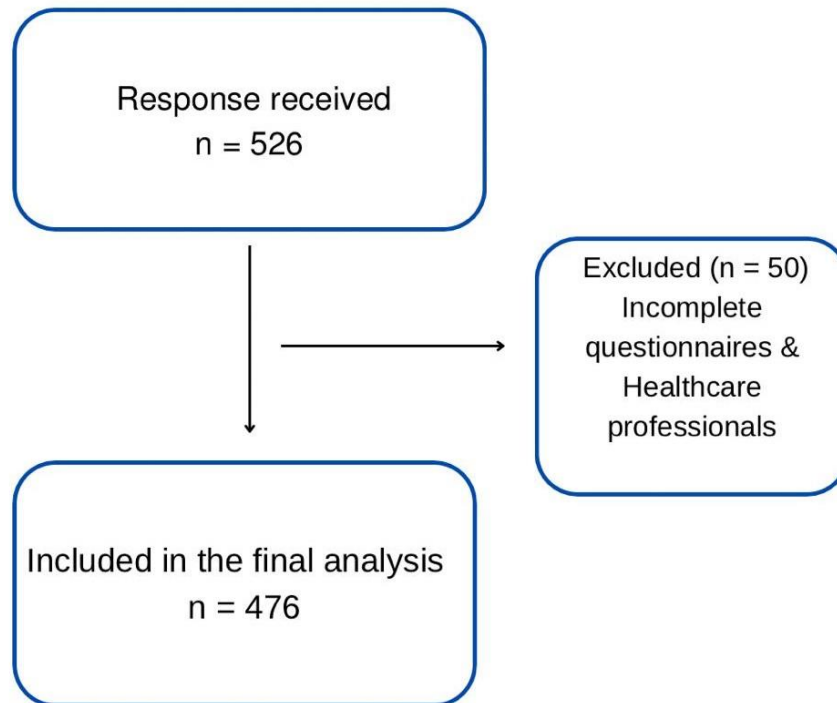 Response received
n = 526
Excluded (n = 50)
Incomplete
questionnaires &
Healthcare
professionals
Included in the final analysis
n = 476